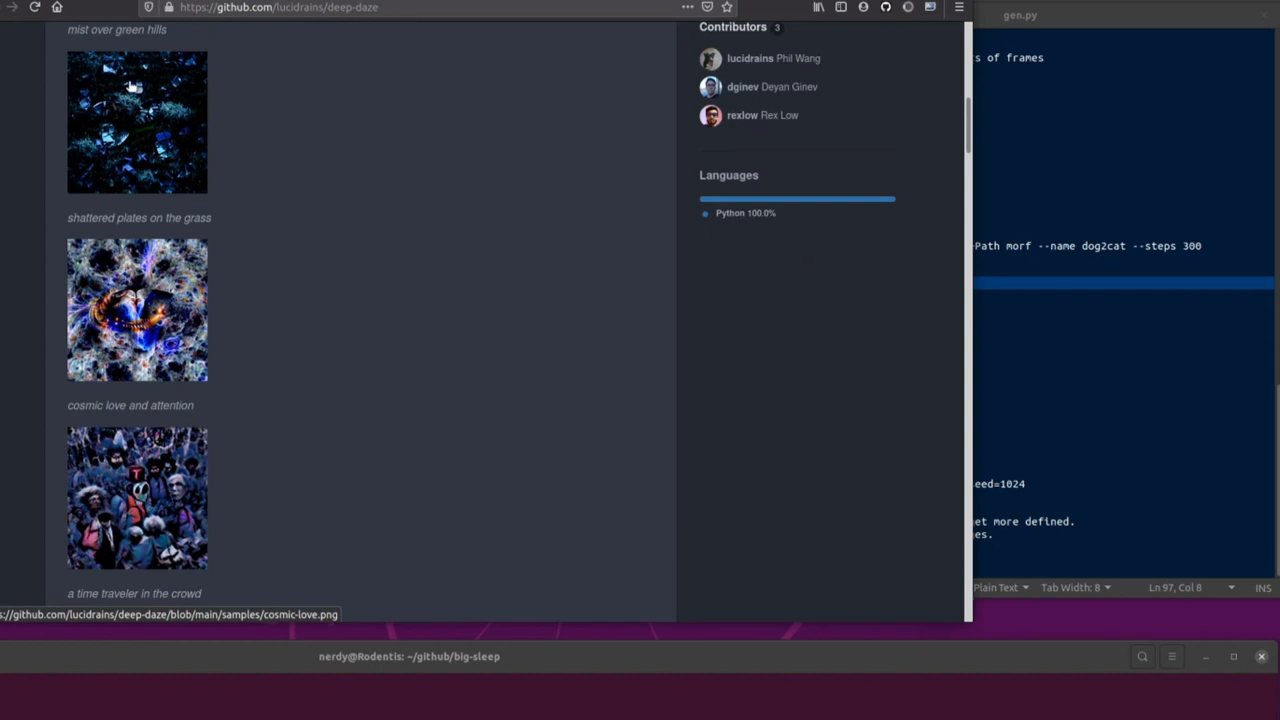 https://github.com/lucidrains/deep-daze
gen.py
mist over green hills
shattered plates on the grass
cosmic love and attention
a time traveler in the crowd
s://github.com/lucidrains/deep-daze/blob/main/samples/cosmic-love.png
Contributors 3
lucidrains Phil Wang
dginev Deyan Ginev
rexlow Rex Low
Languages
Python 100.0%
s of frames
Path morf --name dog2cat --steps 300
eed=1024
et more defined.
es.
Plain Text Tab Width: 8 Ln 97, Col 8 INS
nerdy@Rodentis: ~/github/big-sleep